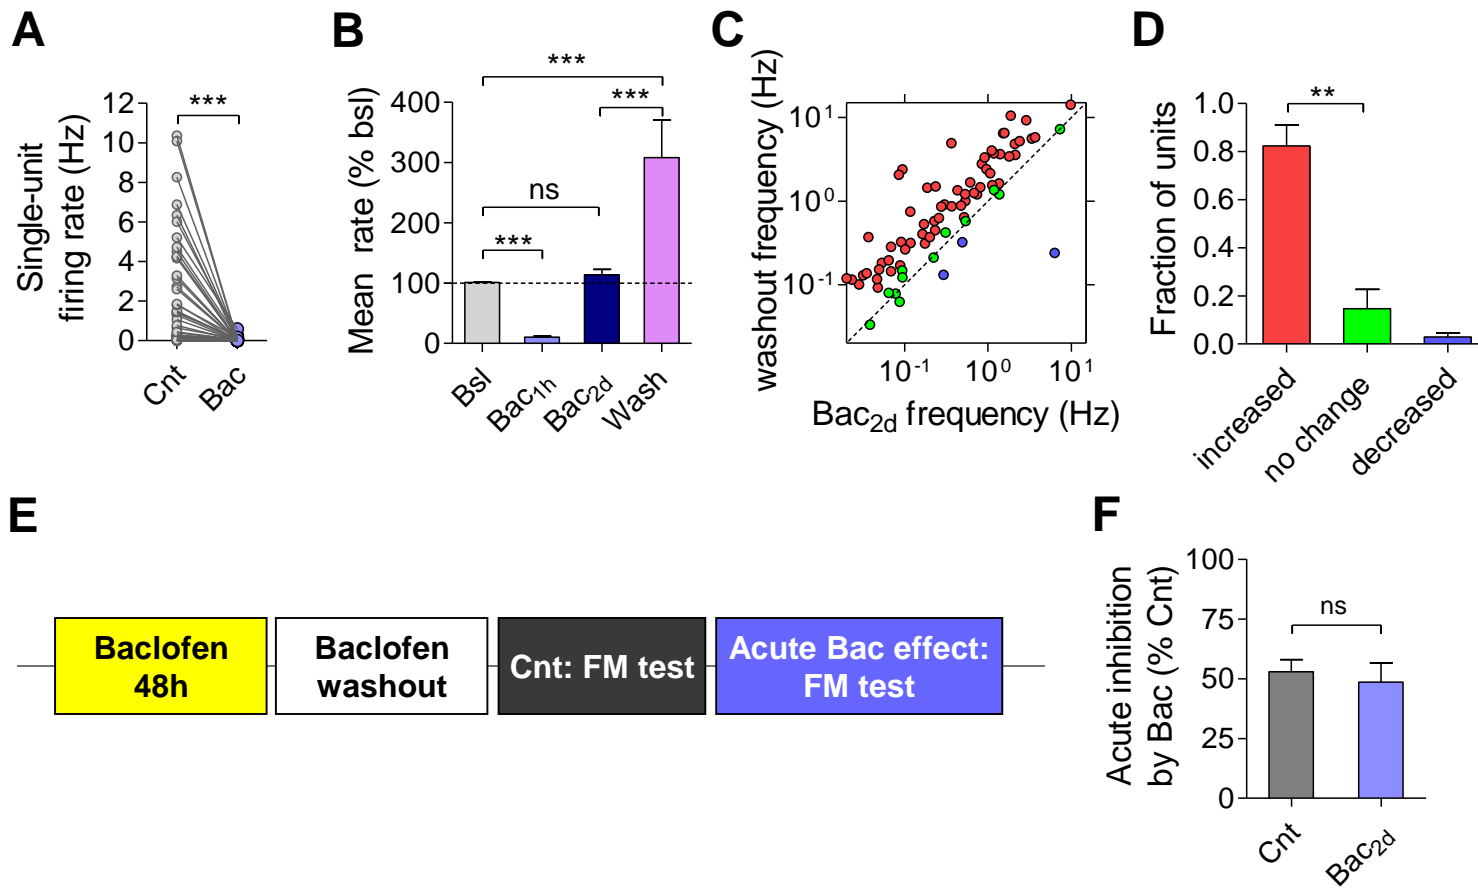 A
Single-unit
firing rate (Hz)
12
10
8
6
4
2
0
***
Cnt
Bac
B
Mean rate (% bsl)
400
300
200
100
0
***
***
ns
***
Bsl
Bac1h
Bac2d
Wash
C
washout frequency (Hz)
10^1
10^0
10^-1
10^-1
10^0
10^1
Bac2d frequency (Hz)
D
Fraction of units
1.0
0.8
0.6
0.4
0.2
0.0
**
increased
no change
decreased
E
Baclofen
48h
Baclofen
washout
Cnt: FM test
Acute Bac effect:
FM test
F
Acute inhibition
by Bac (% Cnt)
100
75
50
25
0
ns
Cnt
Bac2d